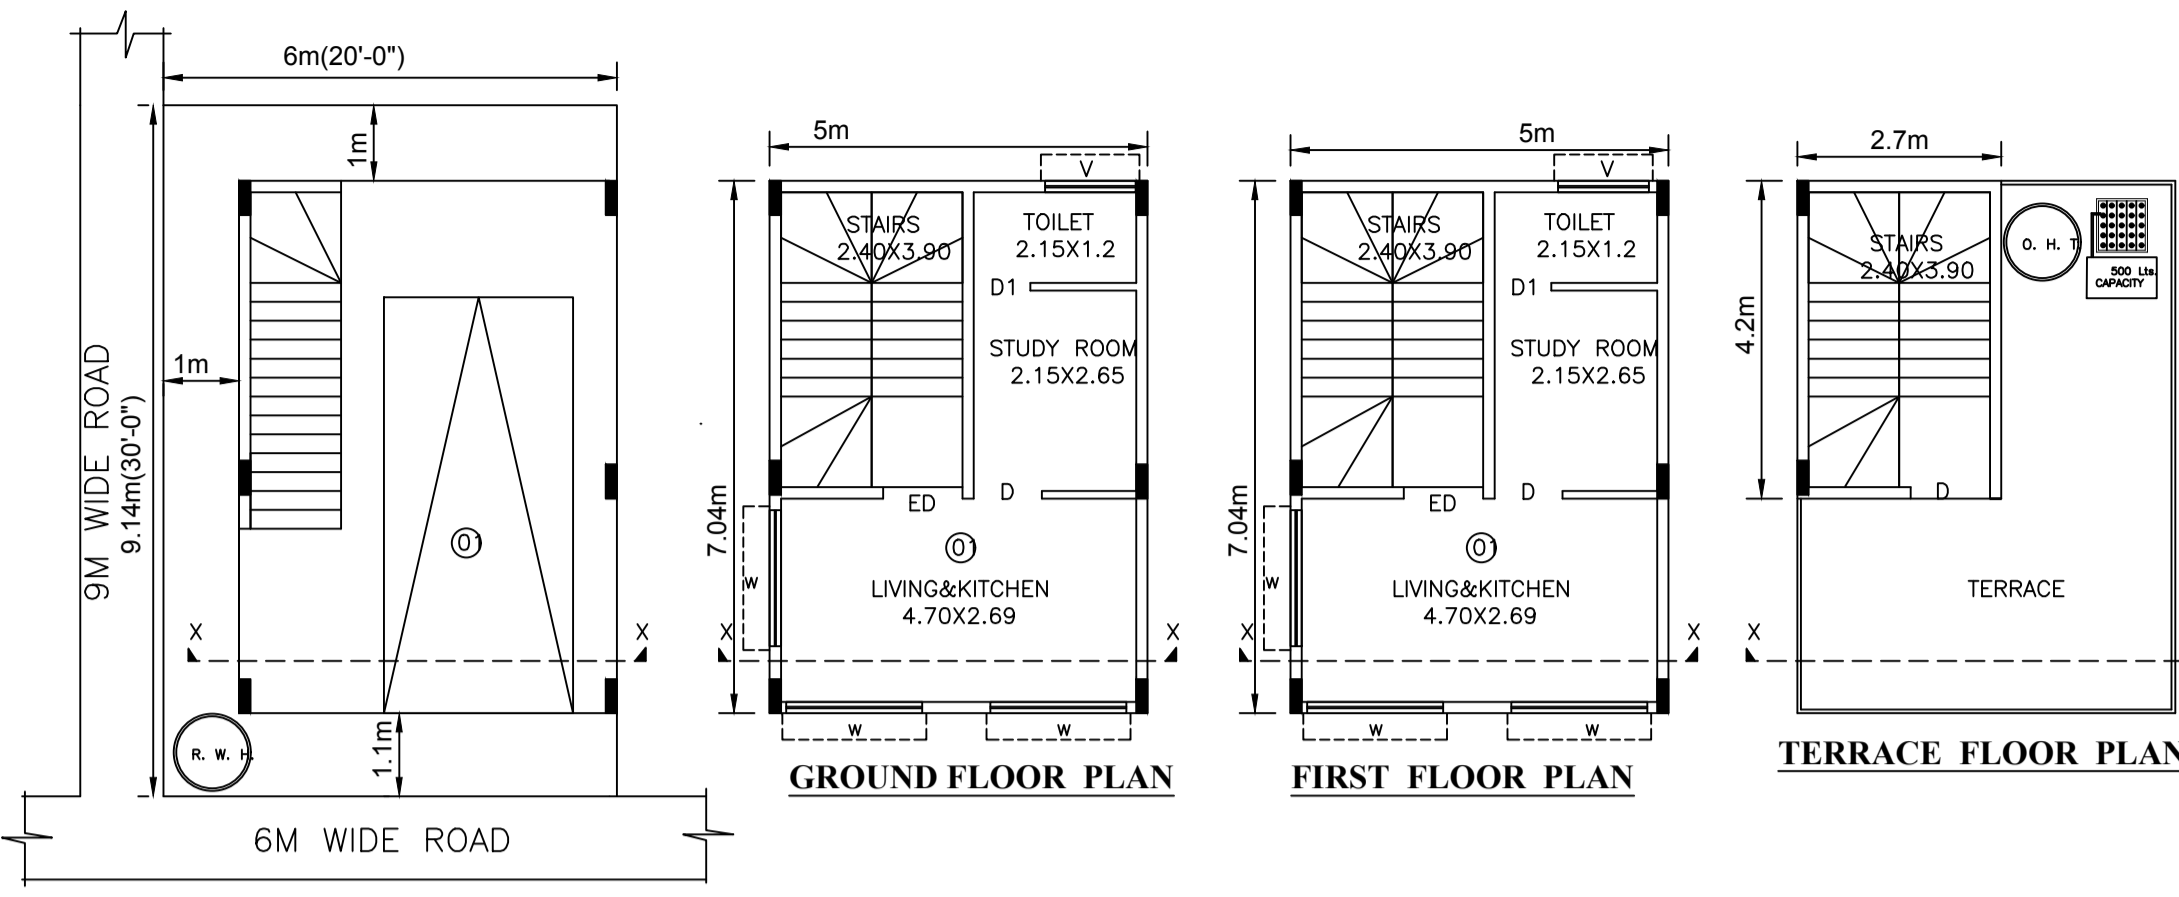 6m(20'-0")
1m
1m
9M WIDE ROAD
9.14m(30'-0")
01
X
X
R. W. H.
1.1m
6M WIDE ROAD
5m
V
STAIRS
2.40X3.90
TOILET
2.15X1.2
D1
STUDY ROOM
2.15X2.65
7.04m
ED
D
01
W
LIVING&KITCHEN
4.70X2.69
X
X
W
W
GROUND FLOOR PLAN
5m
V
STAIRS
2.40X3.90
TOILET
2.15X1.2
D1
STUDY ROOM
2.15X2.65
7.04m
ED
D
01
W
LIVING&KITCHEN
4.70X2.69
X
X
W
W
FIRST FLOOR PLAN
2.7m
STAIRS
2.40X3.90
O. H. T
500 Lts.
CAPACITY
4.2m
D
TERRACE
X
TERRACE FLOOR PLAN